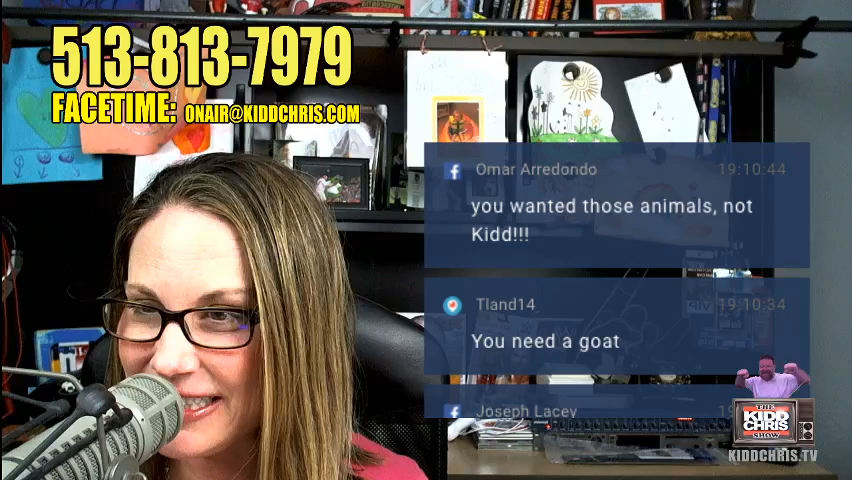 513-813-7979
FACETIME: ONAIR@KIDDCHRIS.COM
Omar Arredondo 19:10:44
you wanted those animals, not
Kidd!!!
Tland14 19:10:34
You need a goat
Joseph Lacey
THE
KIDD
CHRIS
SHOW
KIDDCHRIS.TV